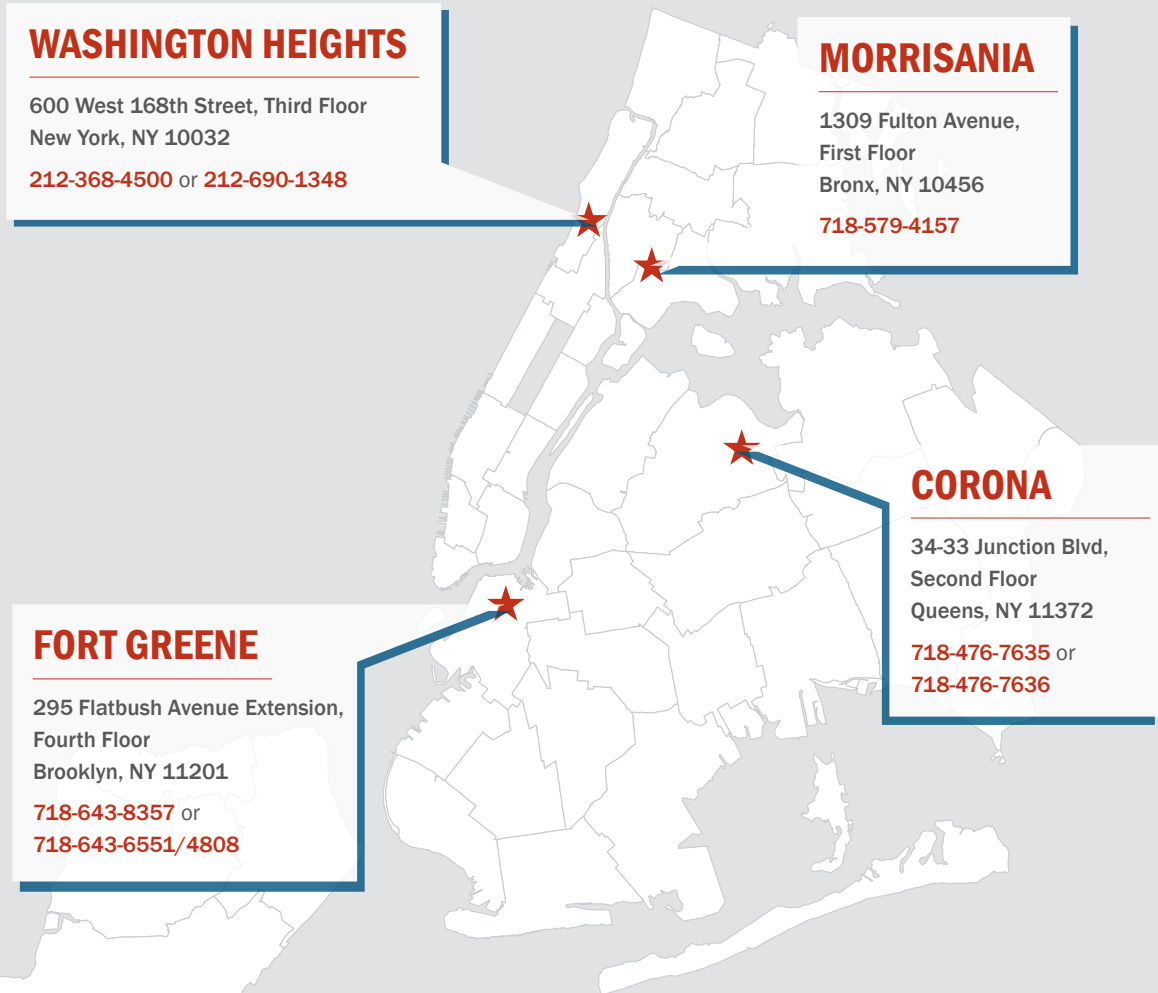 WASHINGTON HEIGHTS
600 West 168th Street, Third Floor
New York, NY 10032
212-368-4500 or 212-690-1348
MORRISANIA
1309 Fulton Avenue,
First Floor
Bronx, NY 10456
718-579-4157
CORONA
34-33 Junction Blvd,
Second Floor
Queens, NY 11372
718-476-7635 or
718-476-7636
FORT GREENE
295 Flatbush Avenue Extension,
Fourth Floor
Brooklyn, NY 11201
718-643-8357 or
718-643-6551/4808